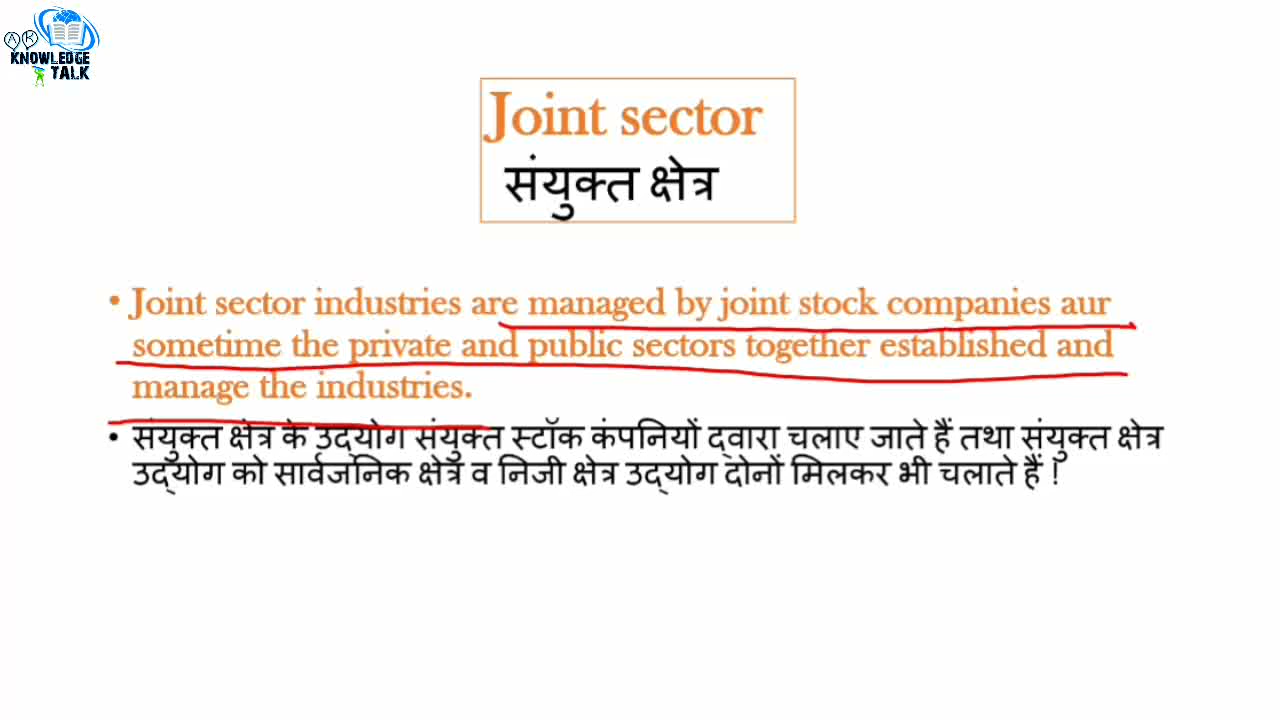 A K
KNOWLEDGE
TALK
Joint sector
संयुक्त क्षेत्र
• Joint sector industries are managed by joint stock companies aur
sometime the private and public sectors together established and
manage the industries.
• संयुक्त क्षेत्र के उद्योग संयुक्त स्टॉक कंपनियों द्वारा चलाए जाते हैं तथा संयुक्त क्षेत्र
उद्योग को सार्वजनिक क्षेत्र व निजी क्षेत्र उद्योग दोनों मिलकर भी चलाते हैं !